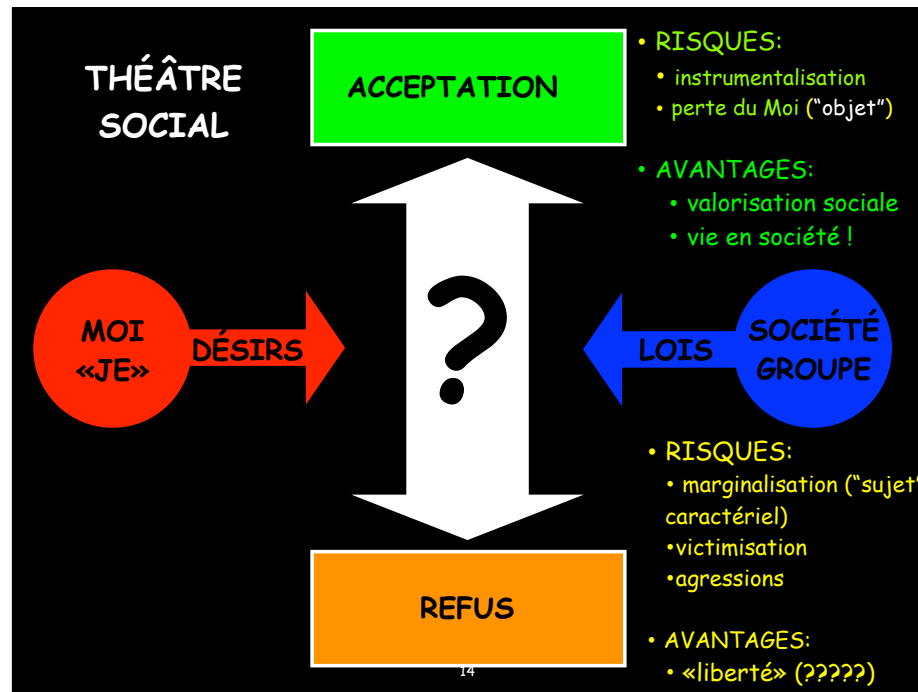 THÉÂTRE
SOCIAL
ACCEPTATION
• RISQUES:
• instrumentalisation
• perte du Moi (“objet”)
• AVANTAGES:
• valorisation sociale
• vie en société !
MOI
«JE»
DÉSIRS
?
LOIS
SOCIÉTÉ
GROUPE
• RISQUES:
• marginalisation (“sujet”
caractériel)
•victimisation
•agressions
REFUS
• AVANTAGES:
• «liberté» (?????)
14